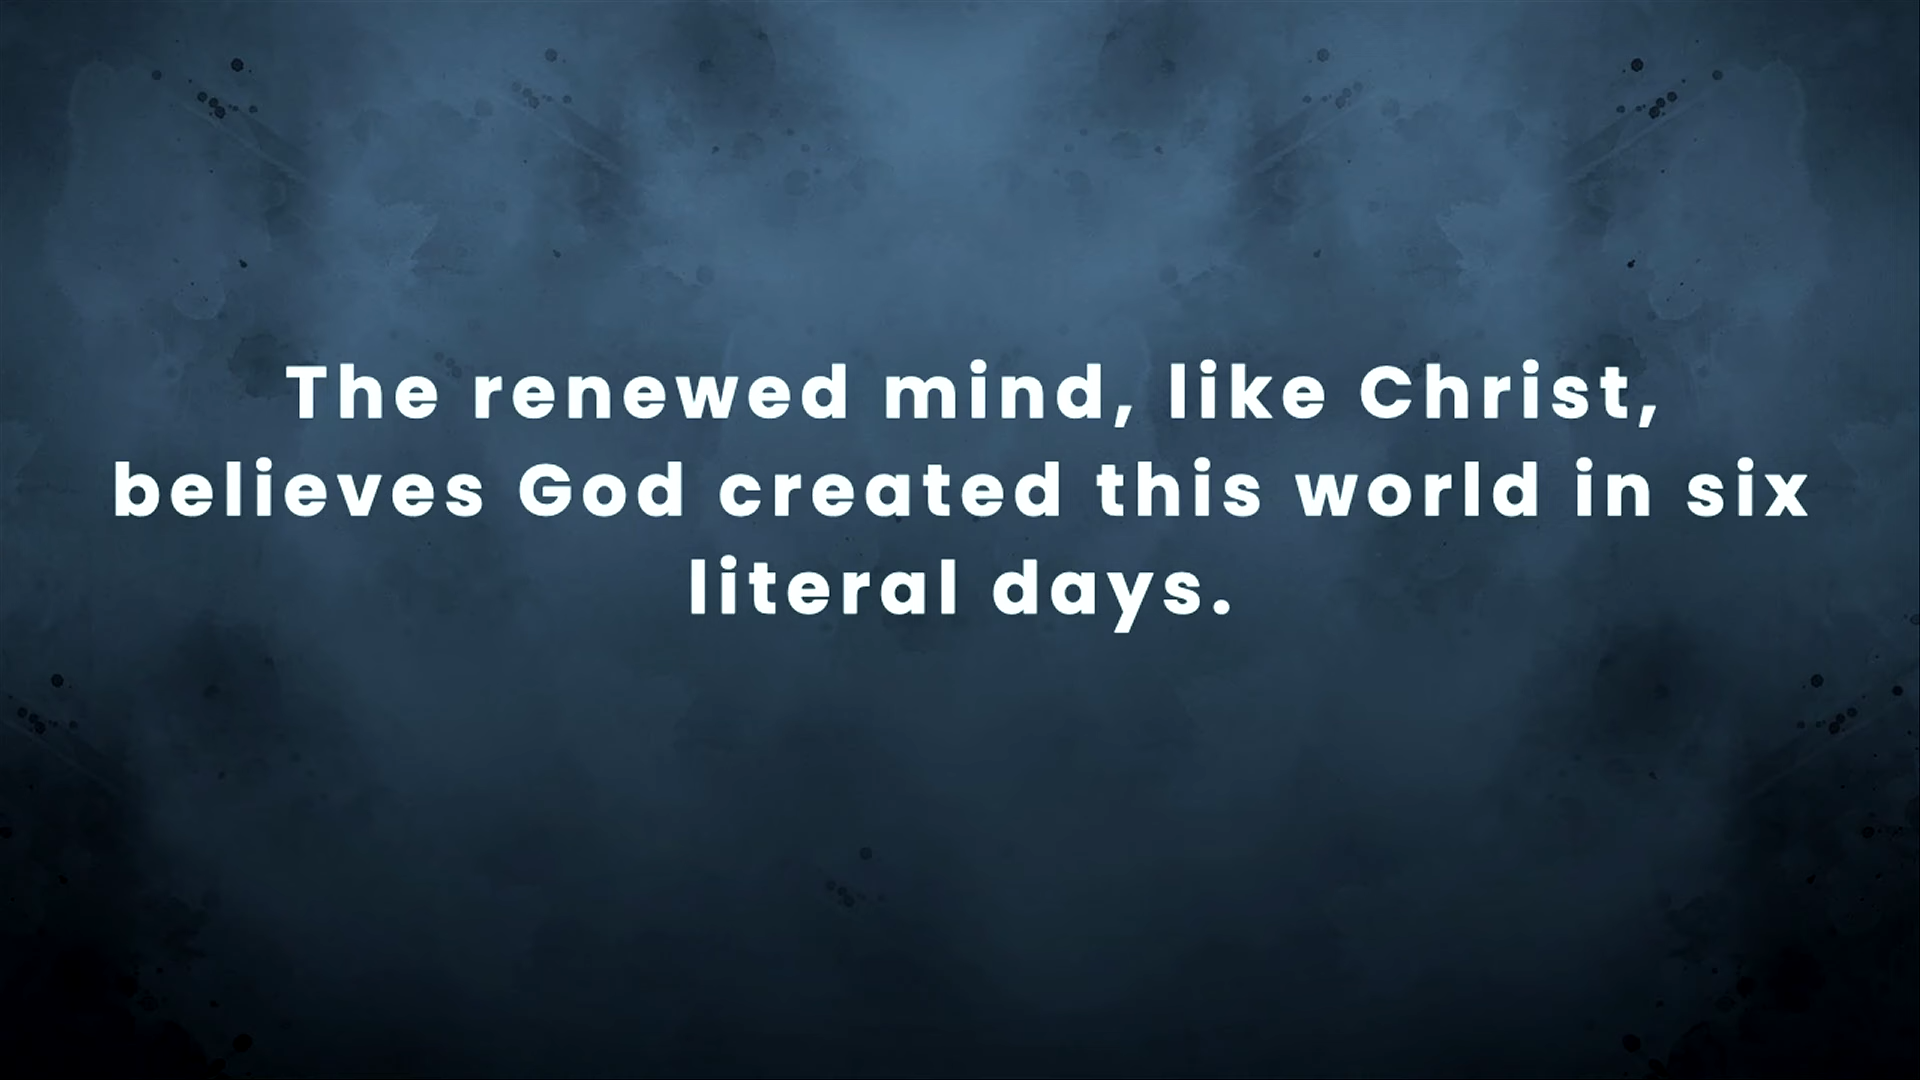 The renewed mind, like Christ,
believes God created this world in six
literal days.